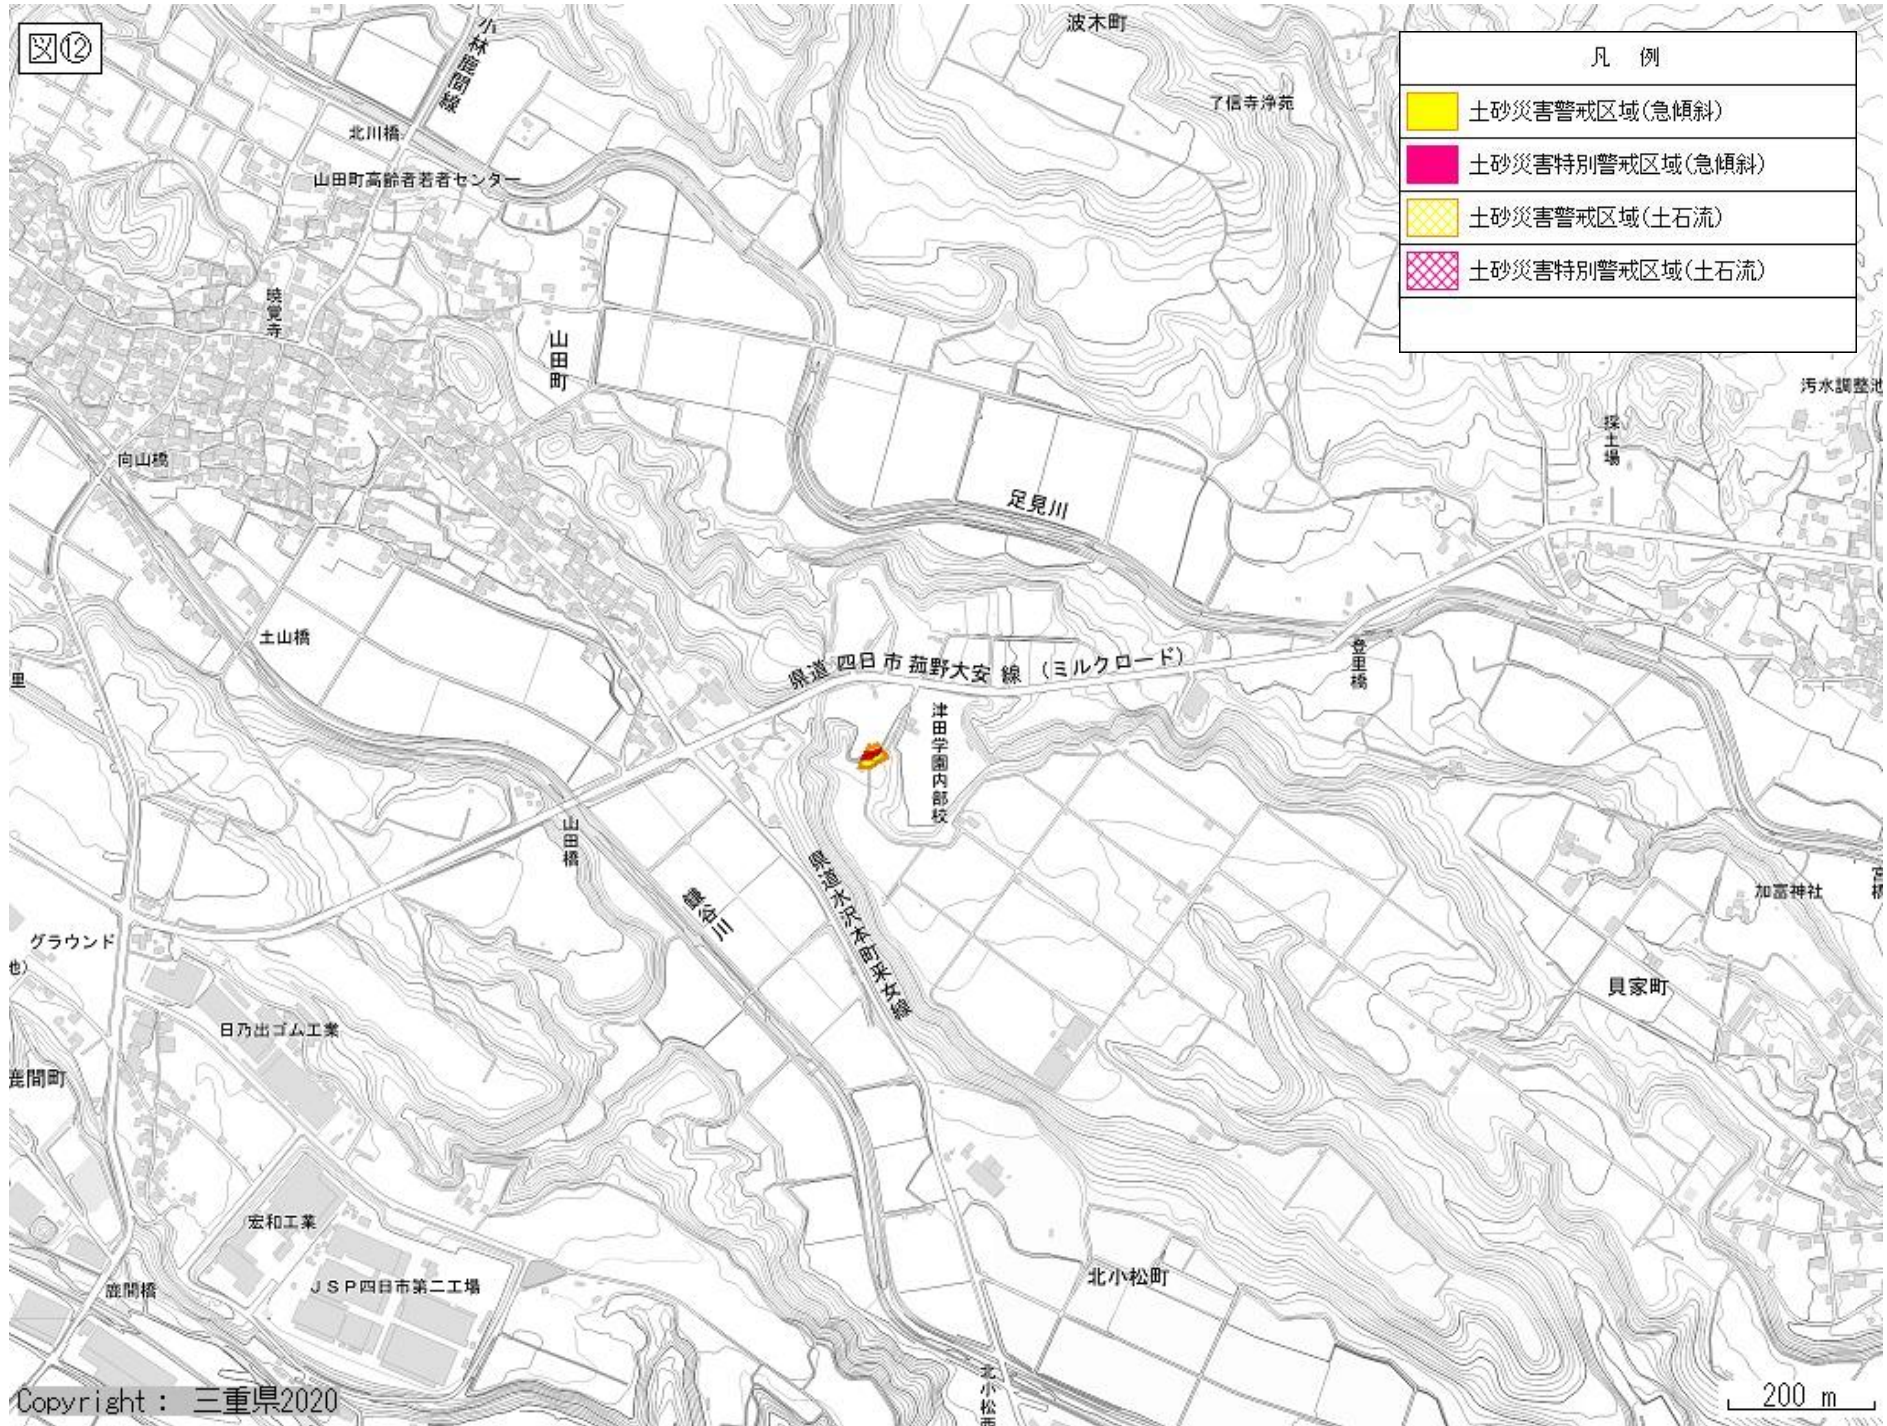 図⑫
小林鹿間線
波木町
凡 例
土砂災害警戒区域(急傾斜)
土砂災害特別警戒区域(急傾斜)
土砂災害警戒区域(土石流)
土砂災害特別警戒区域(土石流)
了信寺浄苑
北川橋
山田町高齢者若者センター
暁覚寺
山田町
汚水調整池
採土場
向山橋
足見川
土山橋
里
県道四日市菰野大安線(ミルクロード)
登里橋
津田学園内部校
山田橋
県道水沢本町采女線
鎌谷川
加富神社
宮橋
グラウンド
池)
貝家町
日乃出ゴム工業
鹿間町
宏和工業
JSP四日市第二工場
鹿間橋
北小松町
北小松西
Copyright : 三重県2020
200 m